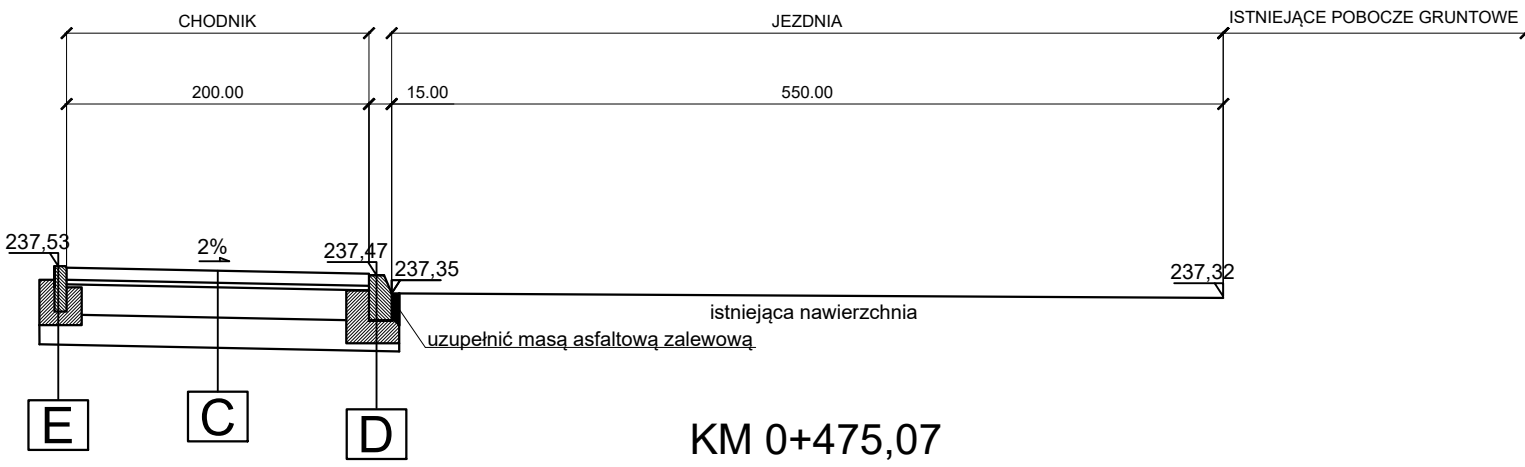 CHODNIK
JEZDNIA
ISTNIEJĄCE POBOCZE GRUNTOWE
200.00
15.00
550.00
237,53
2%
237,47
237,35
237,32
istniejąca nawierzchnia
uzupełnić masą asfaltową zalewową
E
C
D
KM 0+475,07